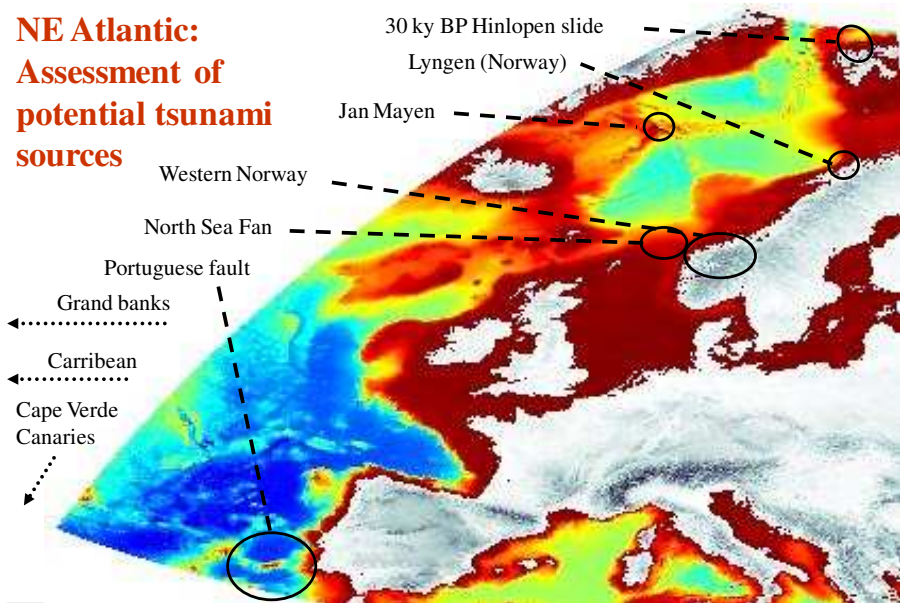 NE Atlantic:
Assessment of
potential tsunami
sources
30 ky BP Hinlopen slide
Lyngen (Norway)
Jan Mayen
Western Norway
North Sea Fan
Portuguese fault
Grand banks
Carribean
Cape Verde
Canaries